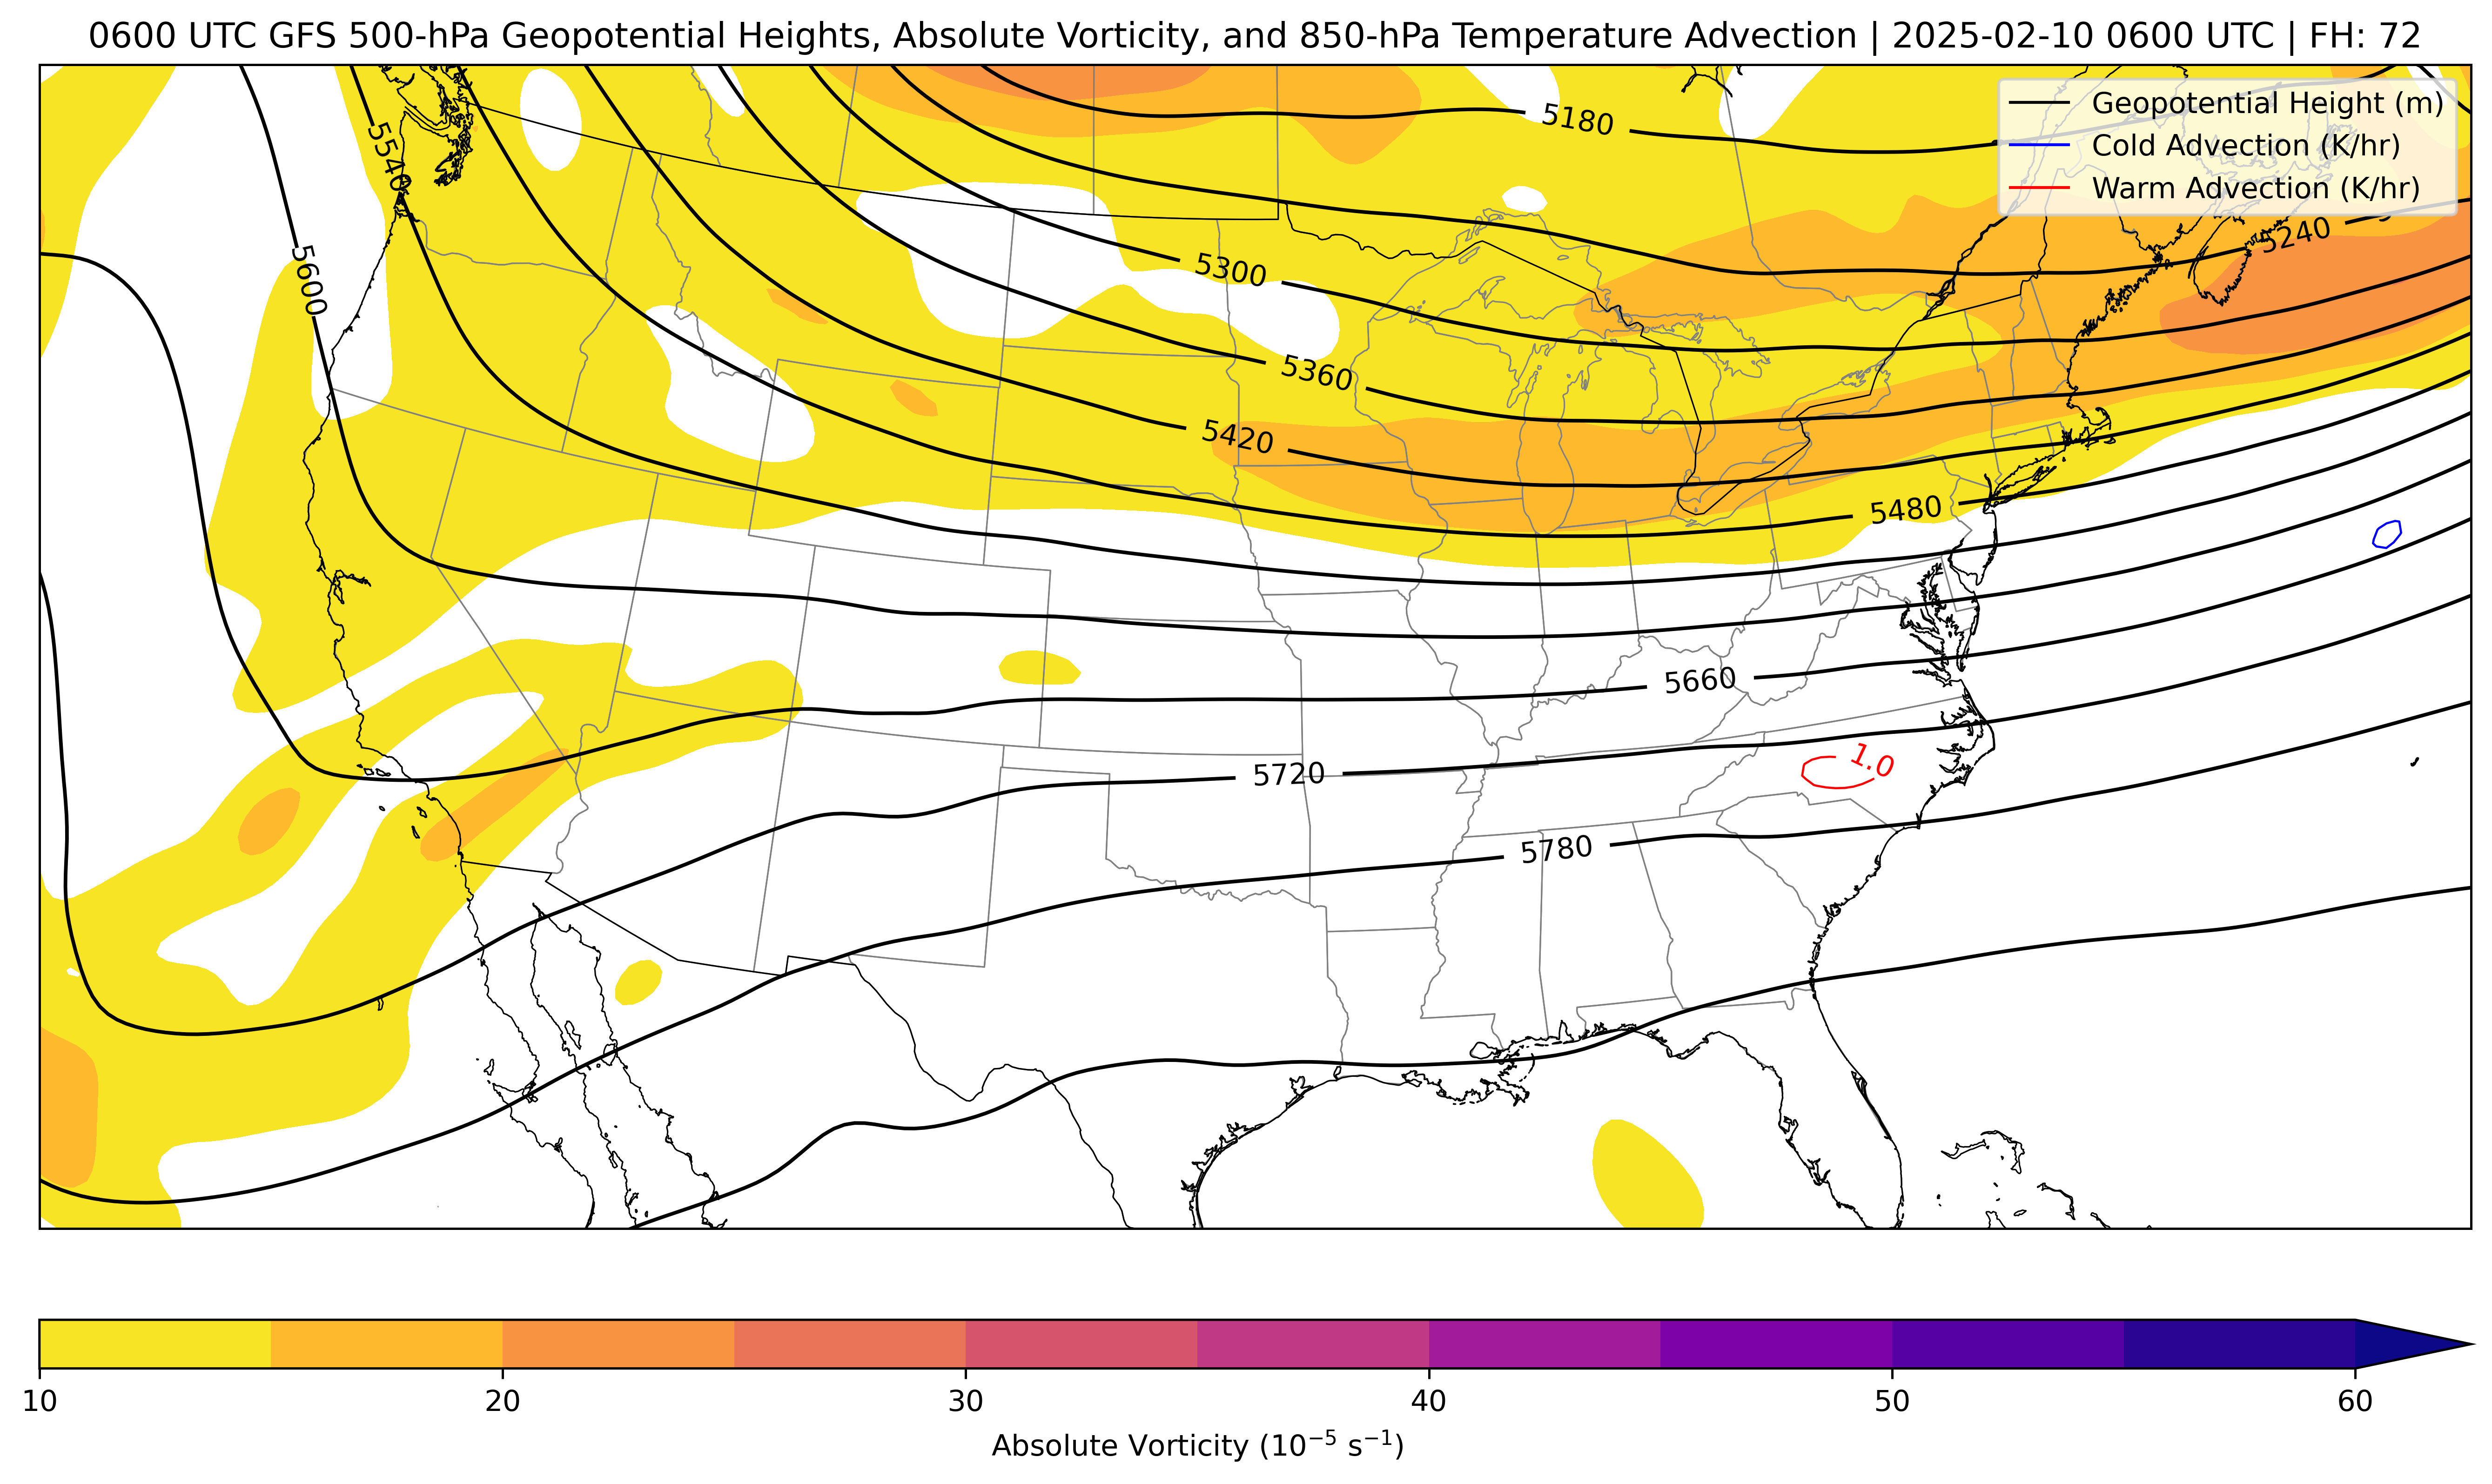 0600 UTC GFS 500-hPa Geopotential Heights, Absolute Vorticity, and 850-hPa Temperature Advection | 2025-02-10 0600 UTC | FH: 72
Geopotential Height (m)
Cold Advection (K/hr)
Warm Advection (K/hr)
5180
5540
5240
5600
5300
5360
5420
5480
5660
1.0
5720
5780
10 20 30 40 50 60
Absolute Vorticity (10⁻⁵ s⁻¹)